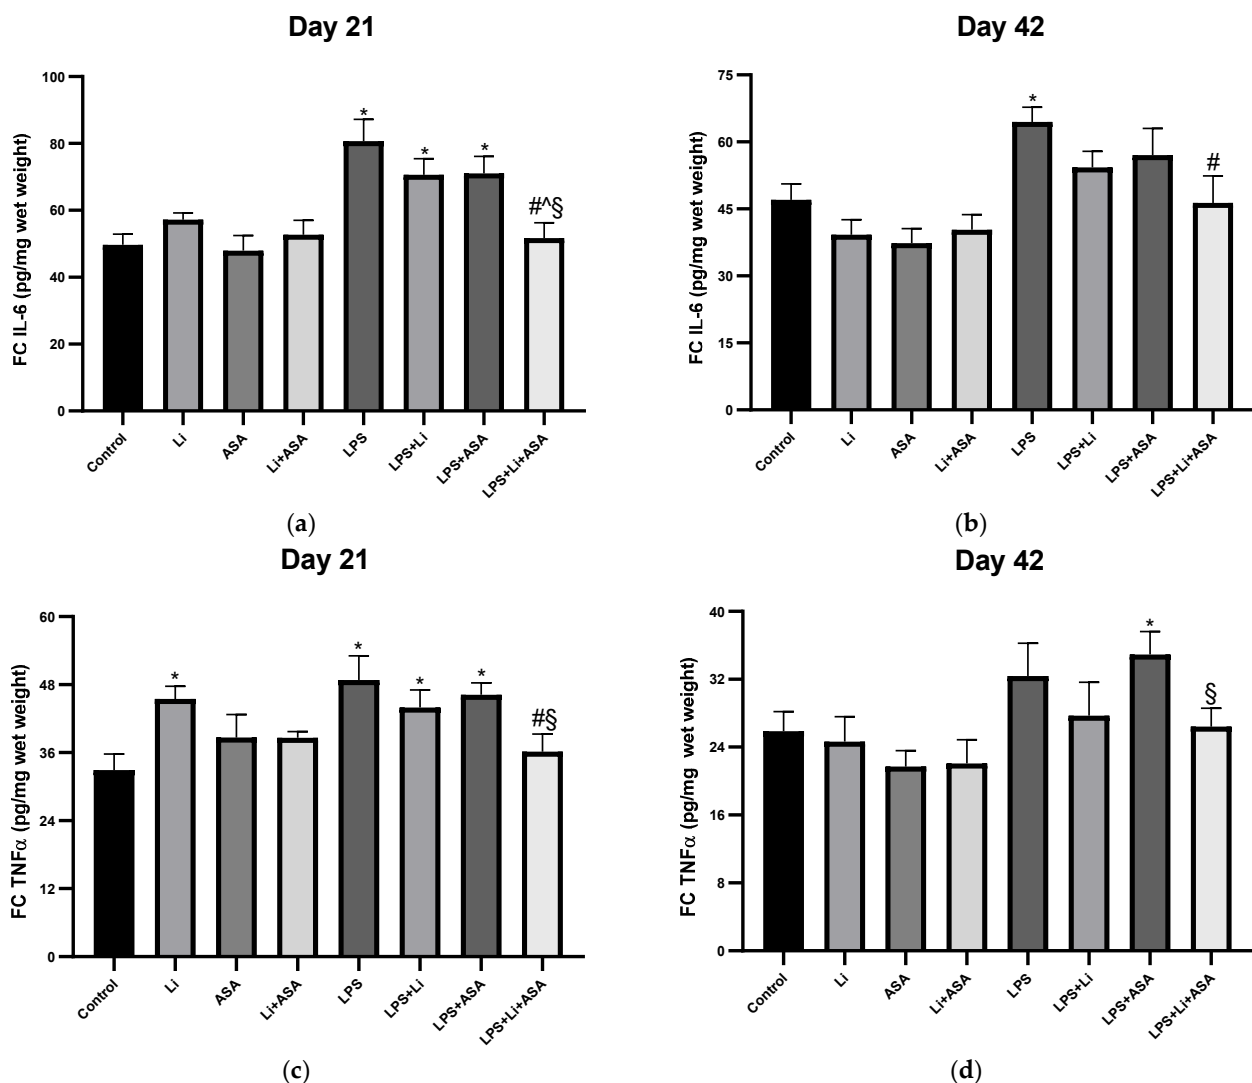 Day 21
FC IL-6 (pg/mg wet weight)
100
80
60
40
20
0
*
*
*
#^§
Control
Li
ASA
Li+ASA
LPS
LPS+Li
LPS+ASA
LPS+Li+ASA
(a)
Day 42
FC IL-6 (pg/mg wet weight)
75
60
45
30
15
0
*
#
Control
Li
ASA
Li+ASA
LPS
LPS+Li
LPS+ASA
LPS+Li+ASA
(b)
Day 21
FC TNFα (pg/mg wet weight)
60
48
36
24
12
0
*
*
*
*
#§
Control
Li
ASA
Li+ASA
LPS
LPS+Li
LPS+ASA
LPS+Li+ASA
(c)
Day 42
FC TNFα (pg/mg wet weight)
40
32
24
16
8
0
*
§
Control
Li
ASA
Li+ASA
LPS
LPS+Li
LPS+ASA
LPS+Li+ASA
(d)